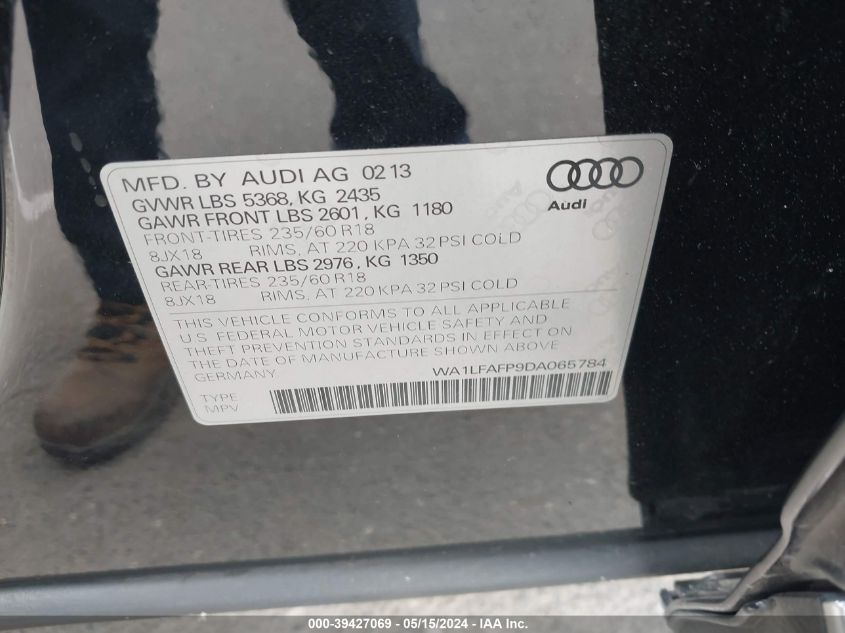 MFD. BY AUDI AG 02 13
GVWR LBS 5368, KG 2435
GAWR FRONT LBS 2601, KG 1180
FRONT-TIRES 235/60 R18
8JX18 RIMS, AT 220 KPA 32 PSI COLD
GAWR REAR LBS 2976, KG 1350
REAR-TIRES 235/60 R18
8JX18 RIMS, AT 220 KPA 32 PSI COLD
Audi
THIS VEHICLE CONFORMS TO ALL APPLICABLE
U.S. FEDERAL MOTOR VEHICLE SAFETY AND
THEFT PREVENTION STANDARDS IN EFFECT ON
THE DATE OF MANUFACTURE SHOWN ABOVE
GERMANY WA1LFAFP9DA065784
TYPE
MPV
000-39427069 - 05/15/2024 - IAA Inc.